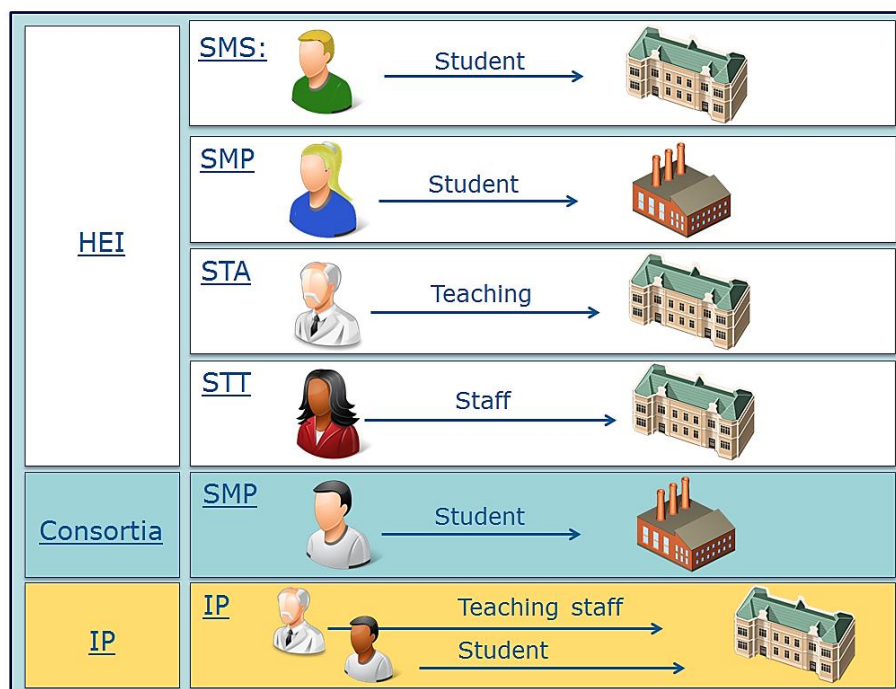 HEI
SMS:
Student
SMP
Student
STA
Teaching
STT
Staff
Consortia
SMP
Student
IP
IP
Teaching staff
Student